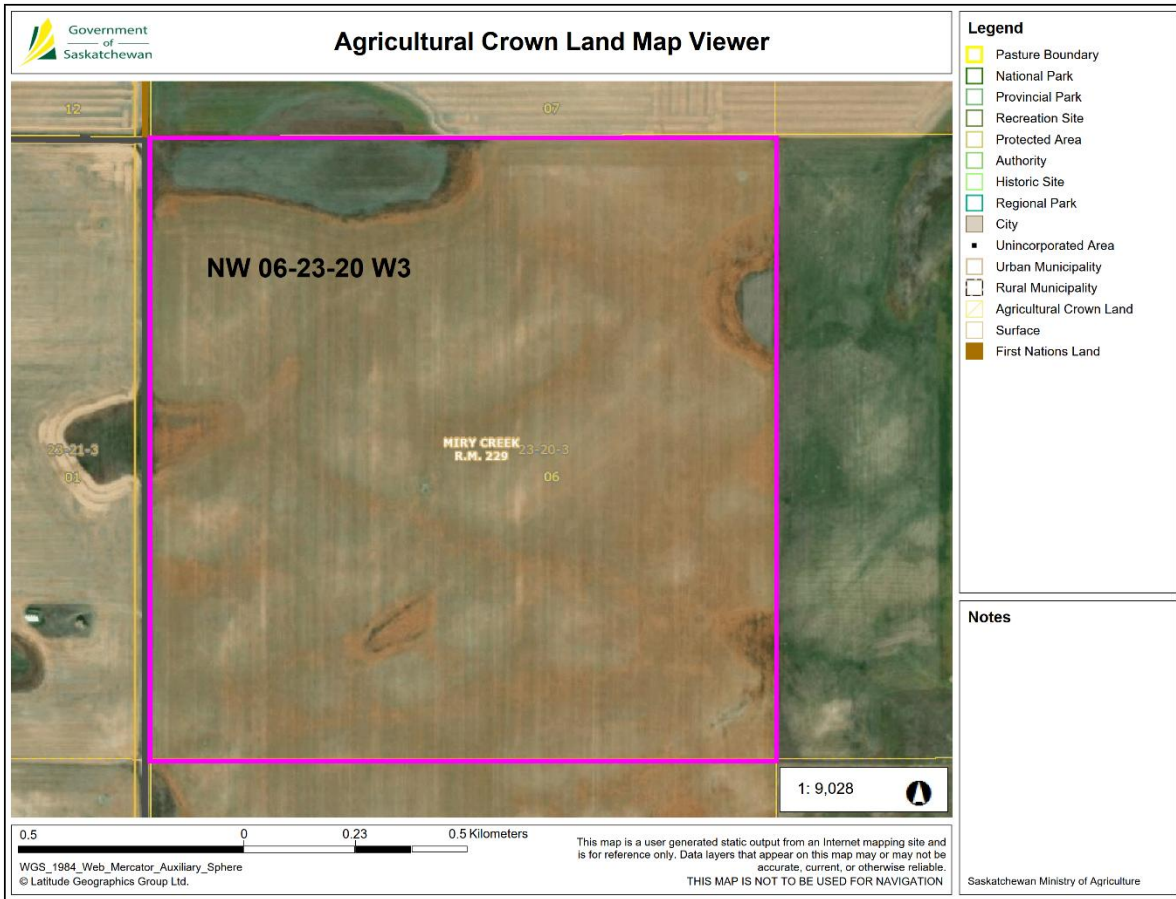 Government
of
Saskatchewan
Agricultural Crown Land Map Viewer
12
07
NW 06-23-20 W3
MIRY CREEK
R.M. 229
23-20-3
06
23-21-3
01
1: 9,028
Legend
Pasture Boundary
National Park
Provincial Park
Recreation Site
Protected Area
Authority
Historic Site
Regional Park
City
Unincorporated Area
Urban Municipality
Rural Municipality
Agricultural Crown Land
Surface
First Nations Land
Notes
0.5
0
0.23
0.5 Kilometers
WGS_1984_Web_Mercator_Auxiliary_Sphere
© Latitude Geographics Group Ltd.
This map is a user generated static output from an Internet mapping site and
is for reference only. Data layers that appear on this map may or may not be
accurate, current, or otherwise reliable.
THIS MAP IS NOT TO BE USED FOR NAVIGATION
Saskatchewan Ministry of Agriculture